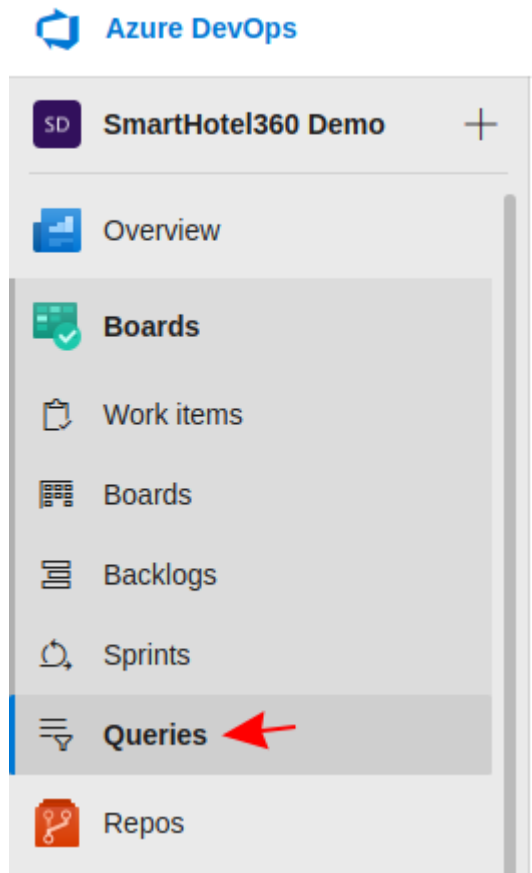 Azure DevOps
SD SmartHotel360 Demo
Overview
Boards
Work items
Boards
Backlogs
Sprints
Queries
Repos